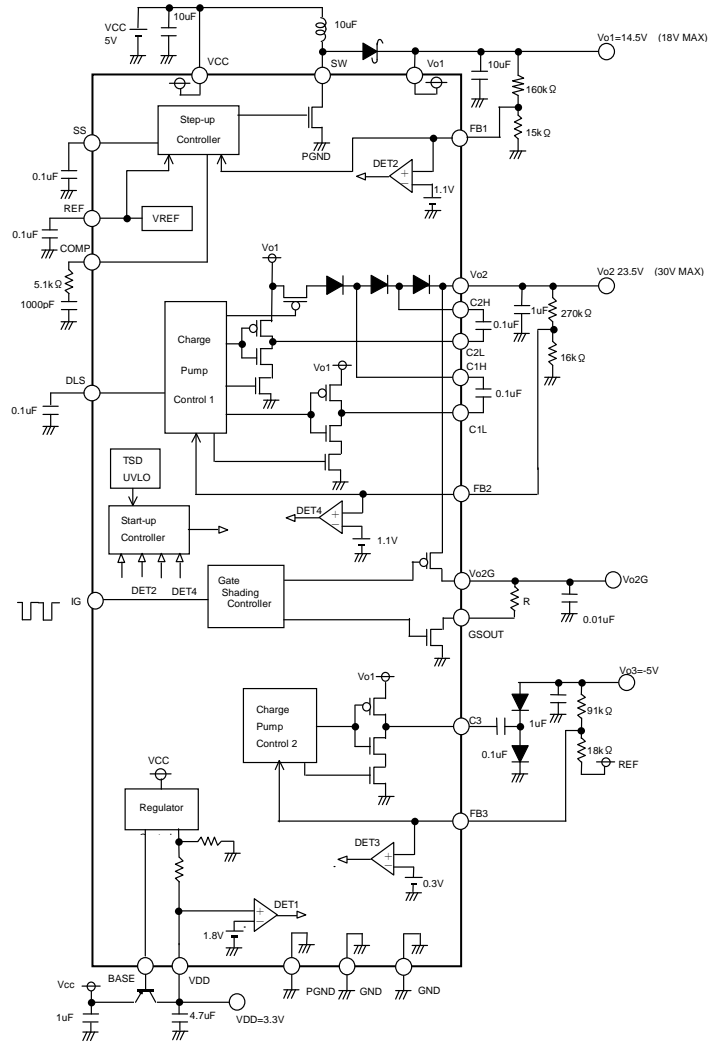 VCC
5V
10uF
10uF
Vo1=14.5V (18V MAX)
VCC
SW
Vo1
10uF
160kΩ
15kΩ
Step-up
Controller
SS
PGND
FB1
DET2
+
−
1.1V
0.1uF
REF
VREF
0.1uF
COMP
5.1kΩ
1000pF
Vo1
Vo2
Vo2 23.5V (30V MAX)
C2H
1uF
270kΩ
0.1uF
16kΩ
C2L
Charge
Pump
Control 1
Vo1
C1H
0.1uF
C1L
DLS
0.1uF
TSD
UVLO
FB2
DET4
+
−
1.1V
Start-up
Controller
DET2
DET4
IG
Gate
Shading
Controller
Vo2G
Vo2G
R
0.01uF
GSOUT
Vo1
Vo3=-5V
Charge
Pump
Control 2
C3
1uF
91kΩ
0.1uF
18kΩ
REF
VCC
Regulator
FB3
DET3
+
−
0.3V
DET1
+
−
1.8V
BASE
VDD
PGND
GND
GND
Vcc
1uF
4.7uF
VDD=3.3V